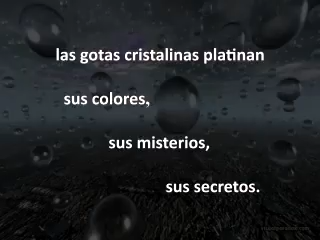 las gotas cristalinas platinan
sus colores,
sus misterios,
sus secretos.